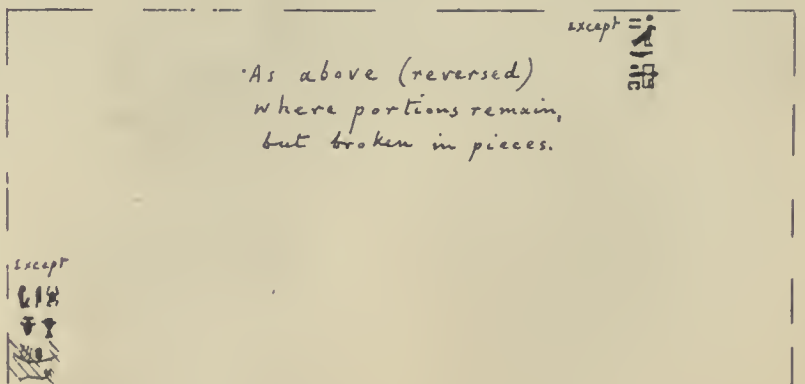 except
As above (reversed)
where portions remain,
but broken in pieces.
except